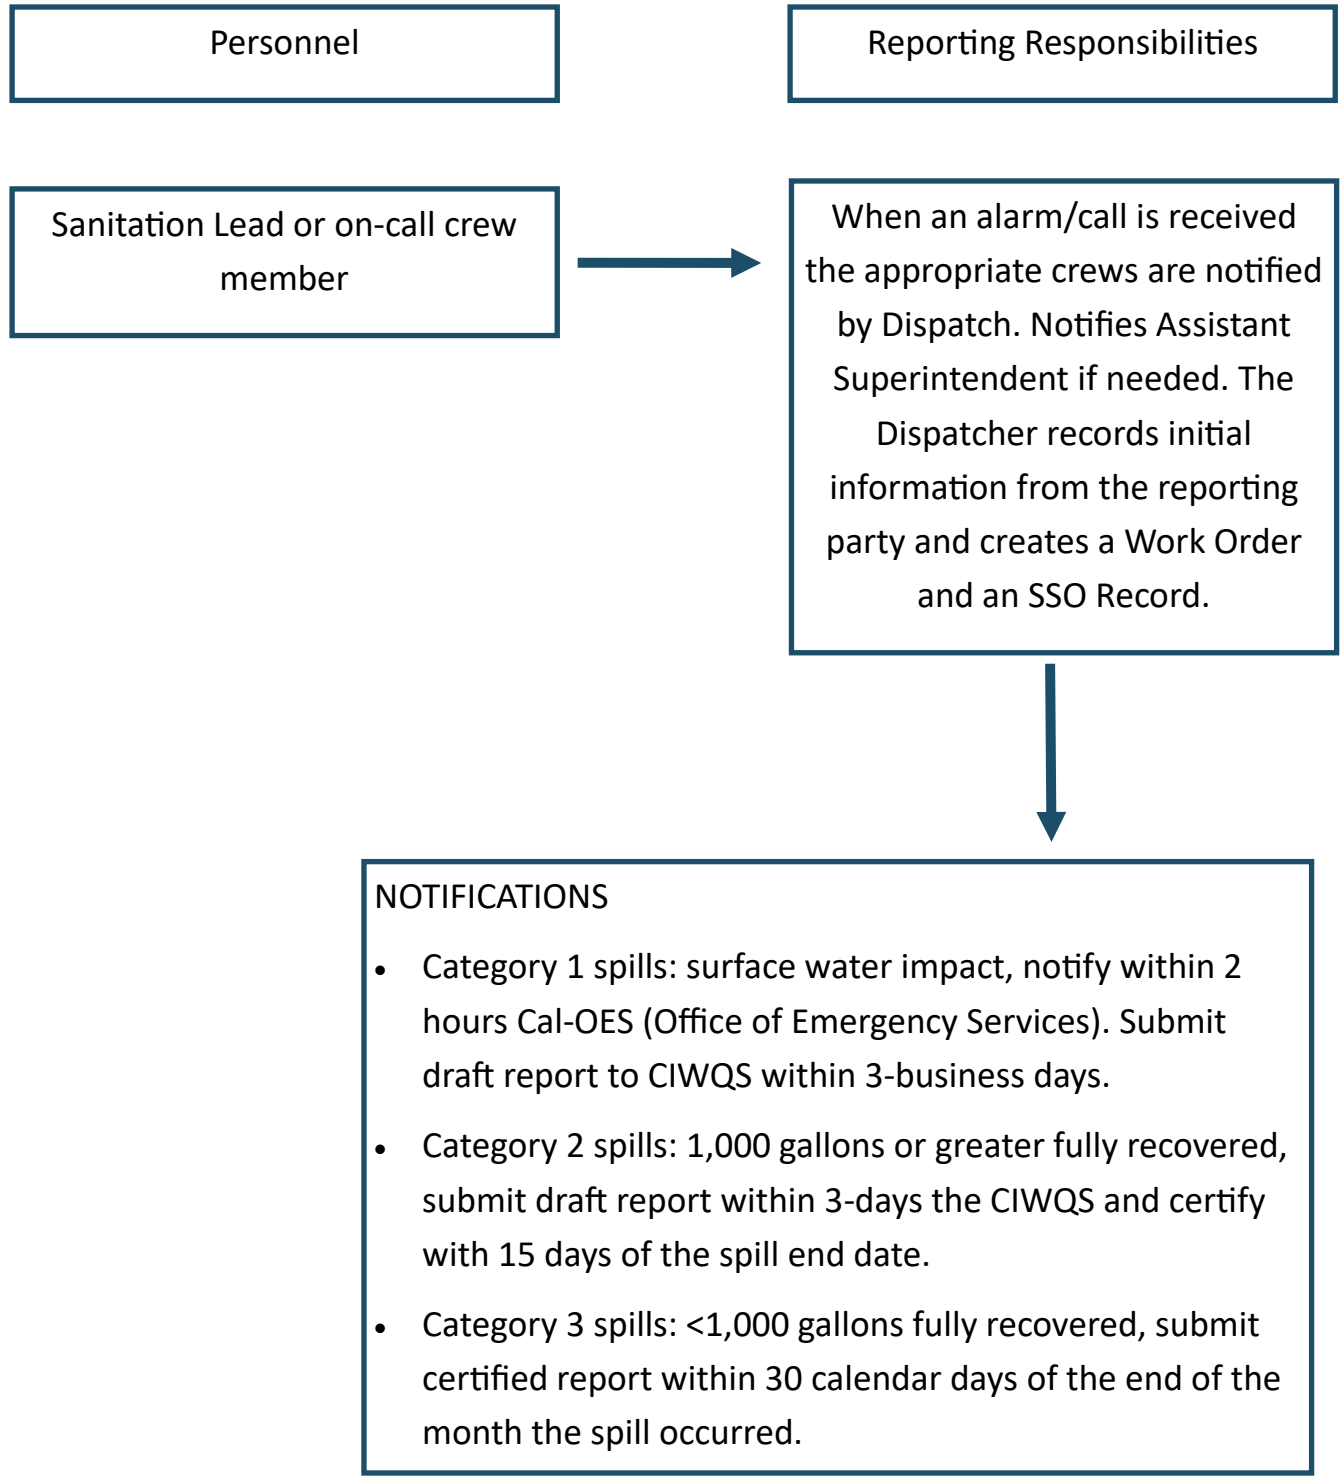 Personnel
Reporting Responsibilities
Sanitation Lead or on-call crew
member
When an alarm/call is received
the appropriate crews are notified
by Dispatch. Notifies Assistant
Superintendent if needed. The
Dispatcher records initial
information from the reporting
party and creates a Work Order
and an SSO Record.
NOTIFICATIONS
• Category 1 spills: surface water impact, notify within 2
hours Cal-OES (Office of Emergency Services). Submit
draft report to CIWQS within 3-business days.
• Category 2 spills: 1,000 gallons or greater fully recovered,
submit draft report within 3-days the CIWQS and certify
with 15 days of the spill end date.
• Category 3 spills: <1,000 gallons fully recovered, submit
certified report within 30 calendar days of the end of the
month the spill occurred.